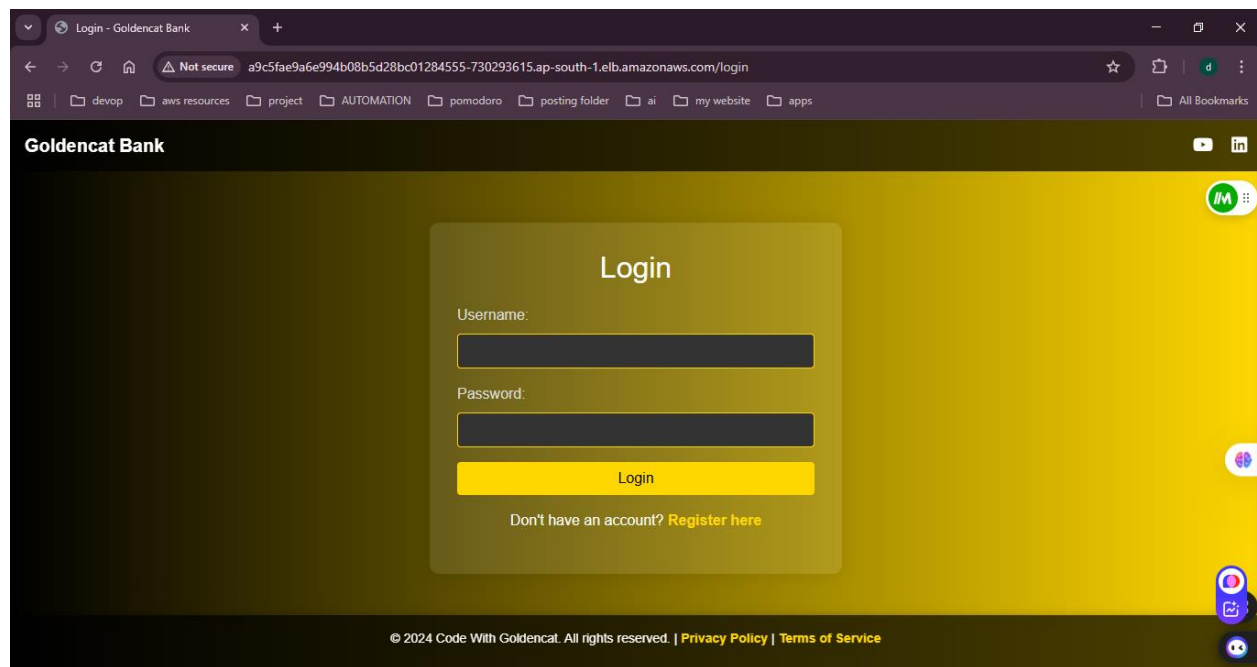 Login - Goldencat Bank
Not secure a9c5fae9a6e994b08b5d28bc01284555-730293615.ap-south-1.elb.amazonaws.com/login
d
devop aws resources project AUTOMATION pomodoro posting folder ai my website apps All Bookmarks
Goldencat Bank
in
Login
Username:
Password:
Login
Don't have an account? Register here
© 2024 Code With Goldencat. All rights reserved. | Privacy Policy | Terms of Service